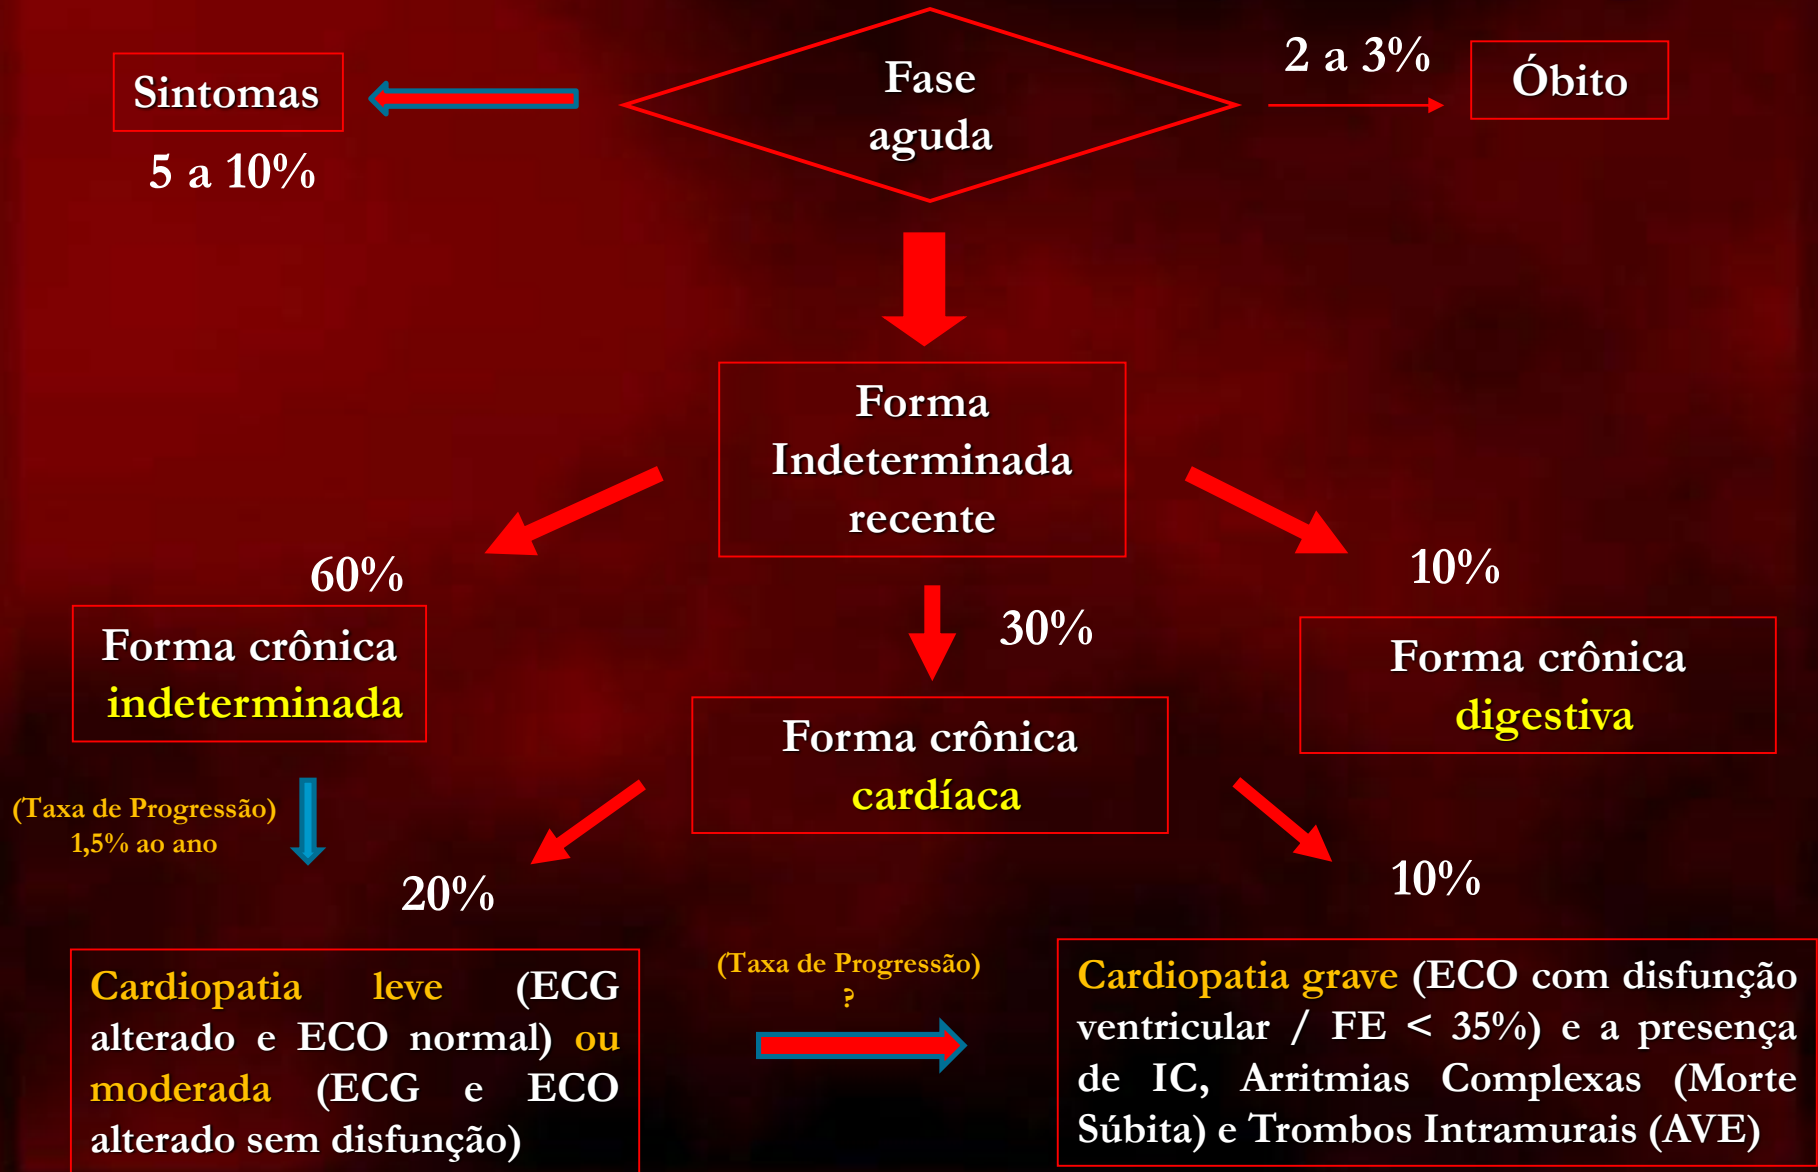 Sintomas
5 a 10%
Fase
aguda
2 a 3%
Óbito
Forma
Indeterminada
recente
60%
Forma crônica
indeterminada
30%
Forma crônica
cardíaca
10%
Forma crônica
digestiva
(Taxa de Progressão)
1,5% ao ano
20%
10%
Cardiopatia leve (ECG
alterado e ECO normal) ou
moderada (ECG e ECO
alterado sem disfunção)
(Taxa de Progressão)
?
Cardiopatia grave (ECO com disfunção
ventricular / FE < 35%) e a presença
de IC, Arritmias Complexas (Morte
Súbita) e Trombos Intramurais (AVE)